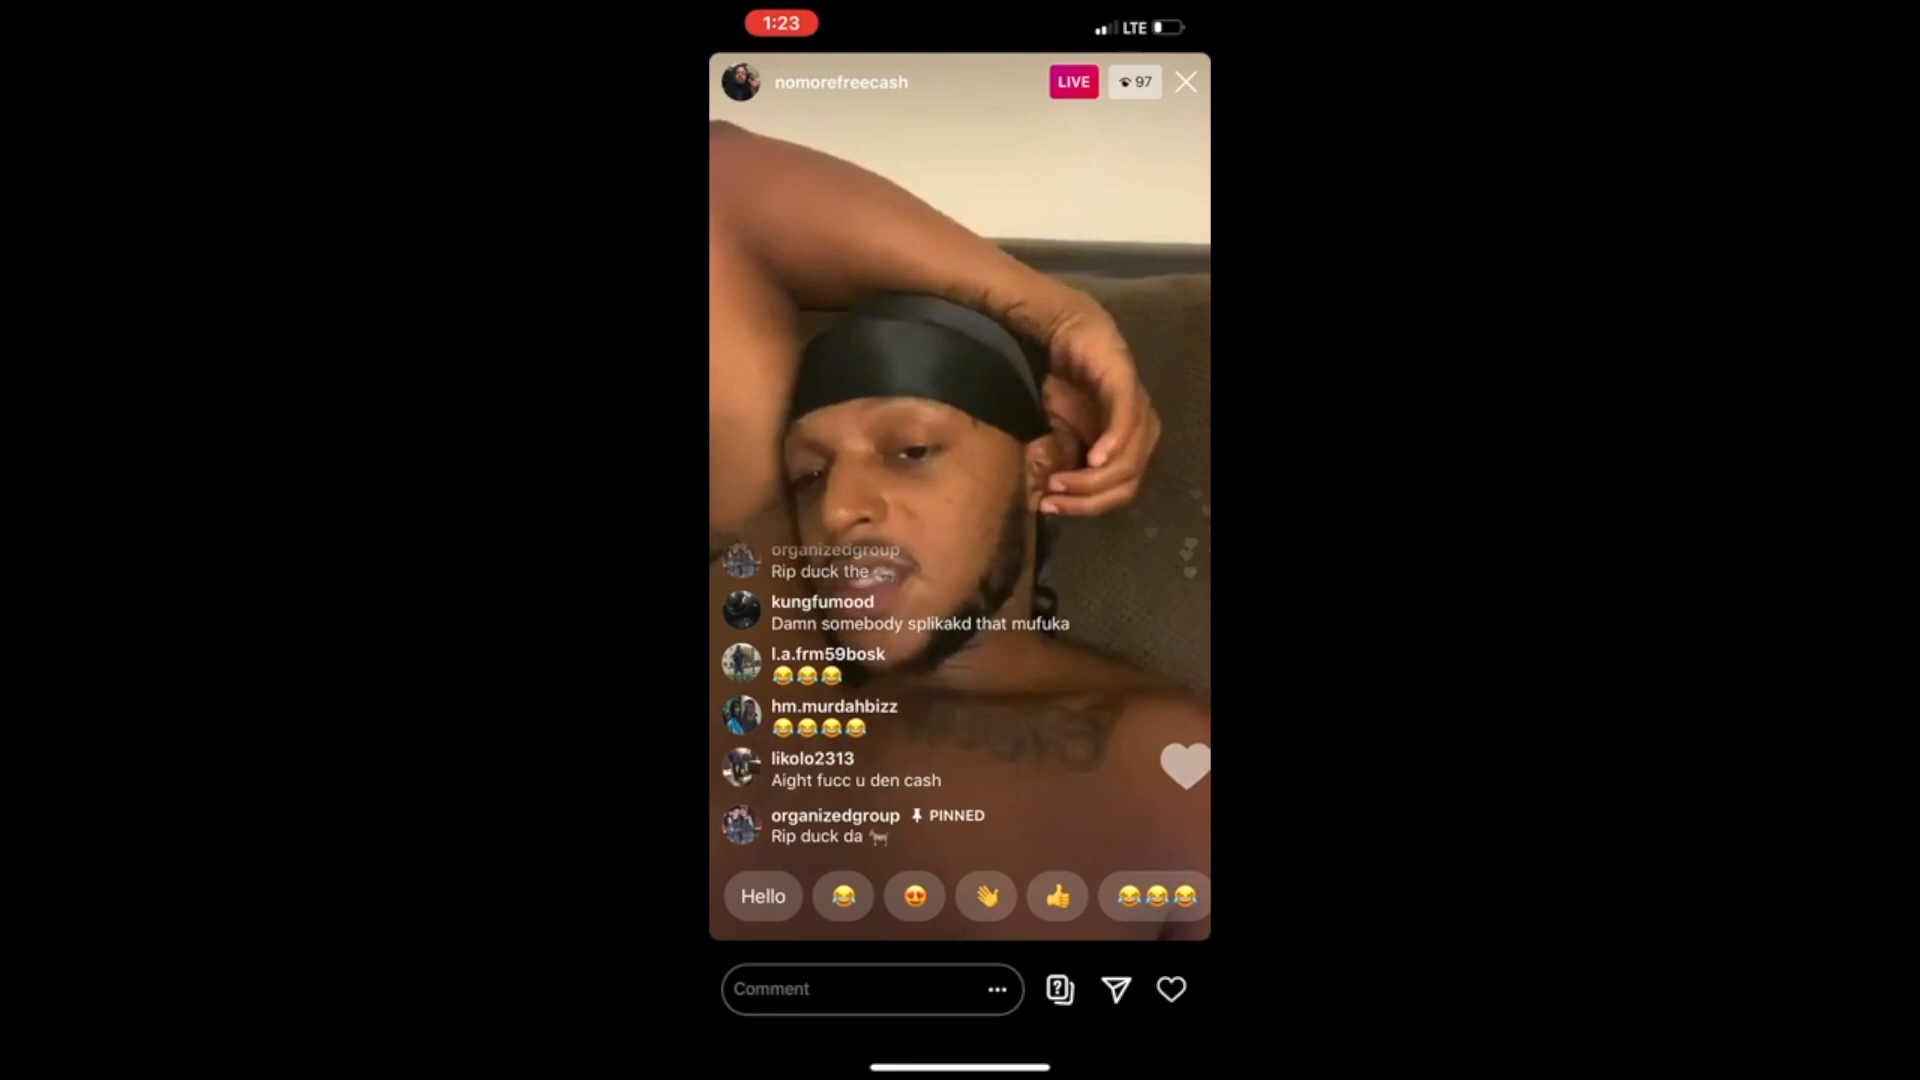 1:23
LTE
nomorefreecash
LIVE
97
organizedgroup
Rip duck the
kungfumood
Damn somebody splikakd that mufuka
l.a.frm59bosk
😂😂😂
hm.murdahbizz
😂😂😂😂
likolo2313
Aight fucc u den cash
organizedgroup PINNED
Rip duck da 🐐
Hello 😂 😍 👋 👍 😂😂😂
Comment